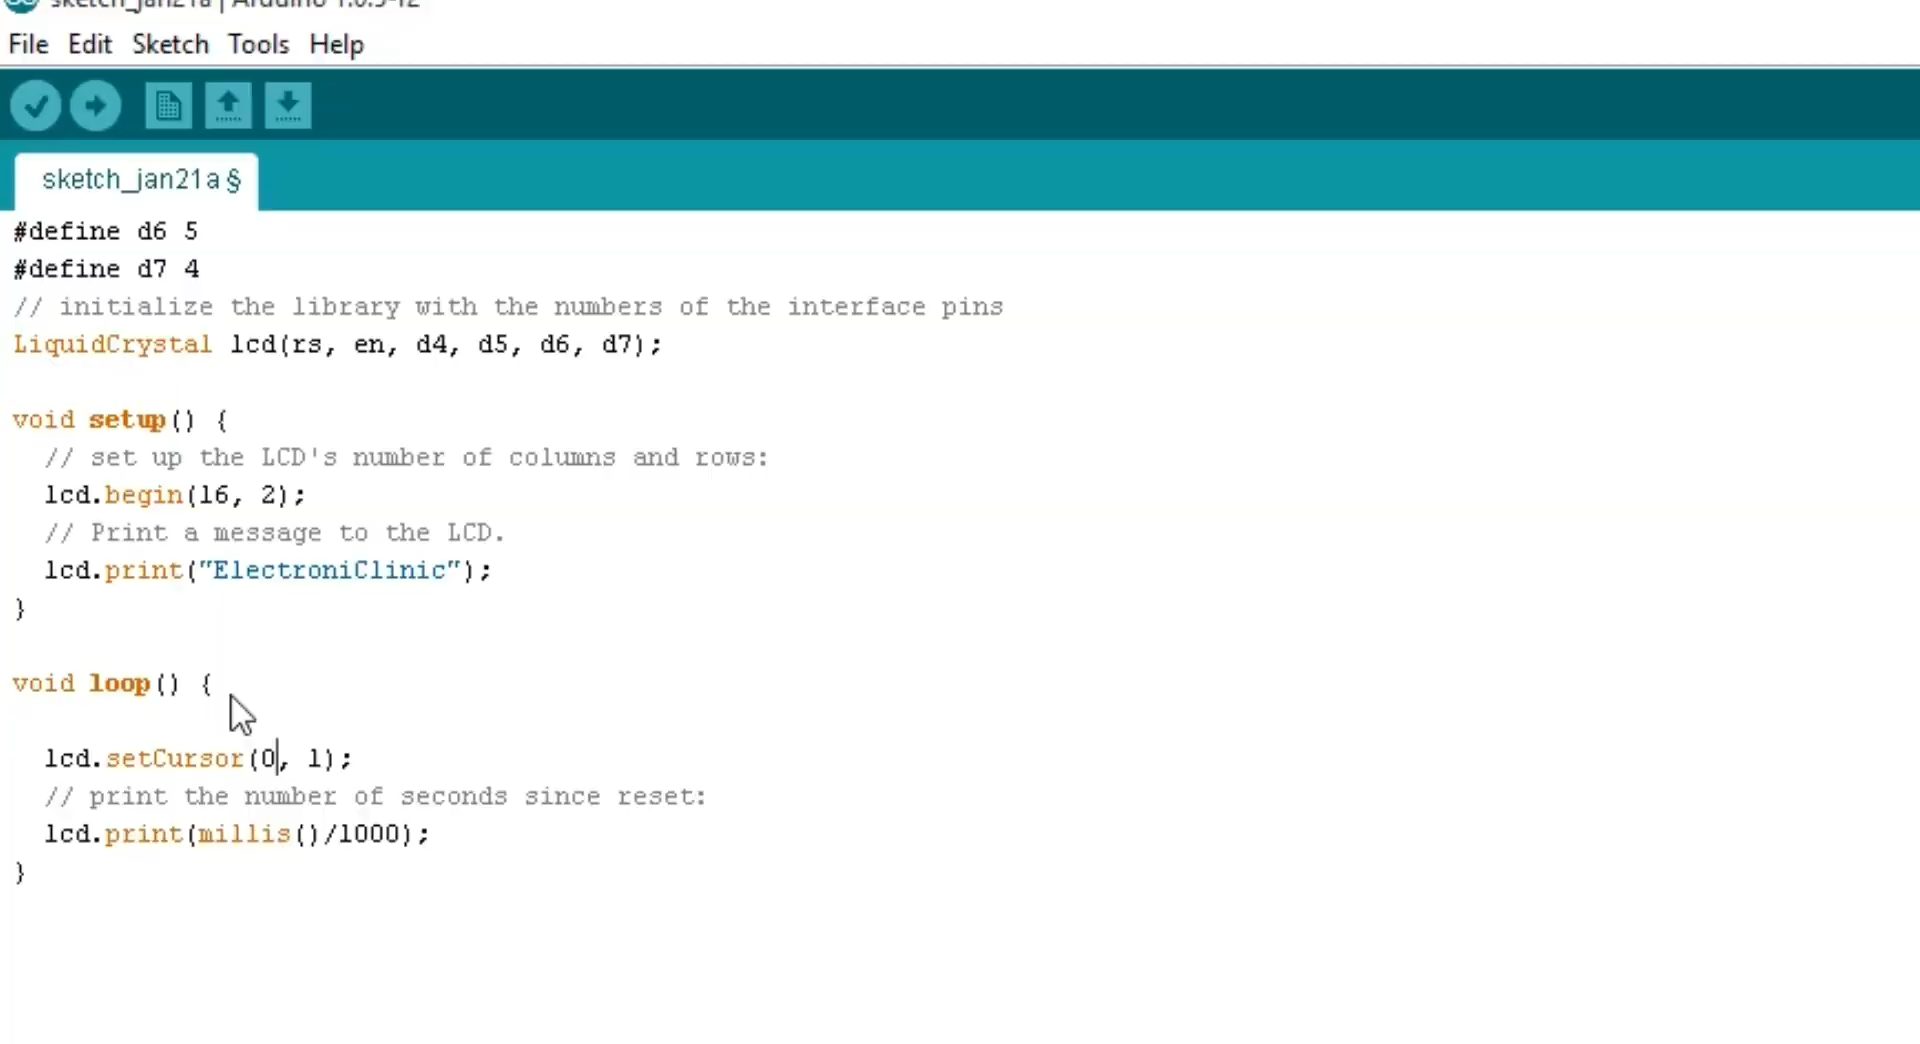 File Edit Sketch Tools Help
sketch_jan21a §
#define d6 5
#define d7 4
// initialize the library with the numbers of the interface pins
LiquidCrystal lcd(rs, en, d4, d5, d6, d7);
void setup() {
// set up the LCD's number of columns and rows:
lcd.begin(16, 2);
// Print a message to the LCD.
lcd.print("ElectroniClinic");
}
void loop() {
lcd.setCursor(0, 1);
// print the number of seconds since reset:
lcd.print(millis()/1000);
}